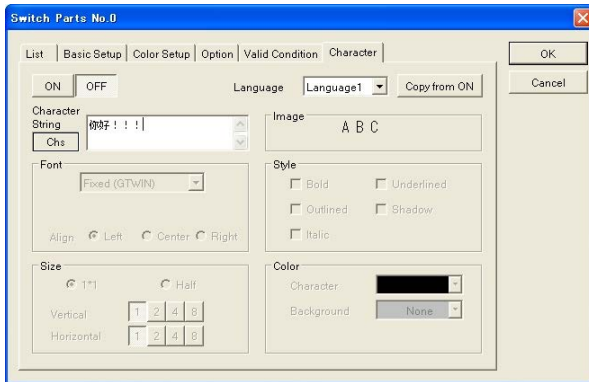 Switch Parts No.0
List Basic Setup Color Setup Option Valid Condition Character
OK
ON OFF Language Language1 Copy from ON
Cancel
Character
String
你好！！！
Chs
Image
A B C
Font
Fixed (GTWIN)
Align Left Center Right
Style
Bold Underlined
Outlined Shadow
Italic
Size
1*1 Half
Vertical 1 2 4 8
Horizontal 1 2 4 8
Color
Character
Background None